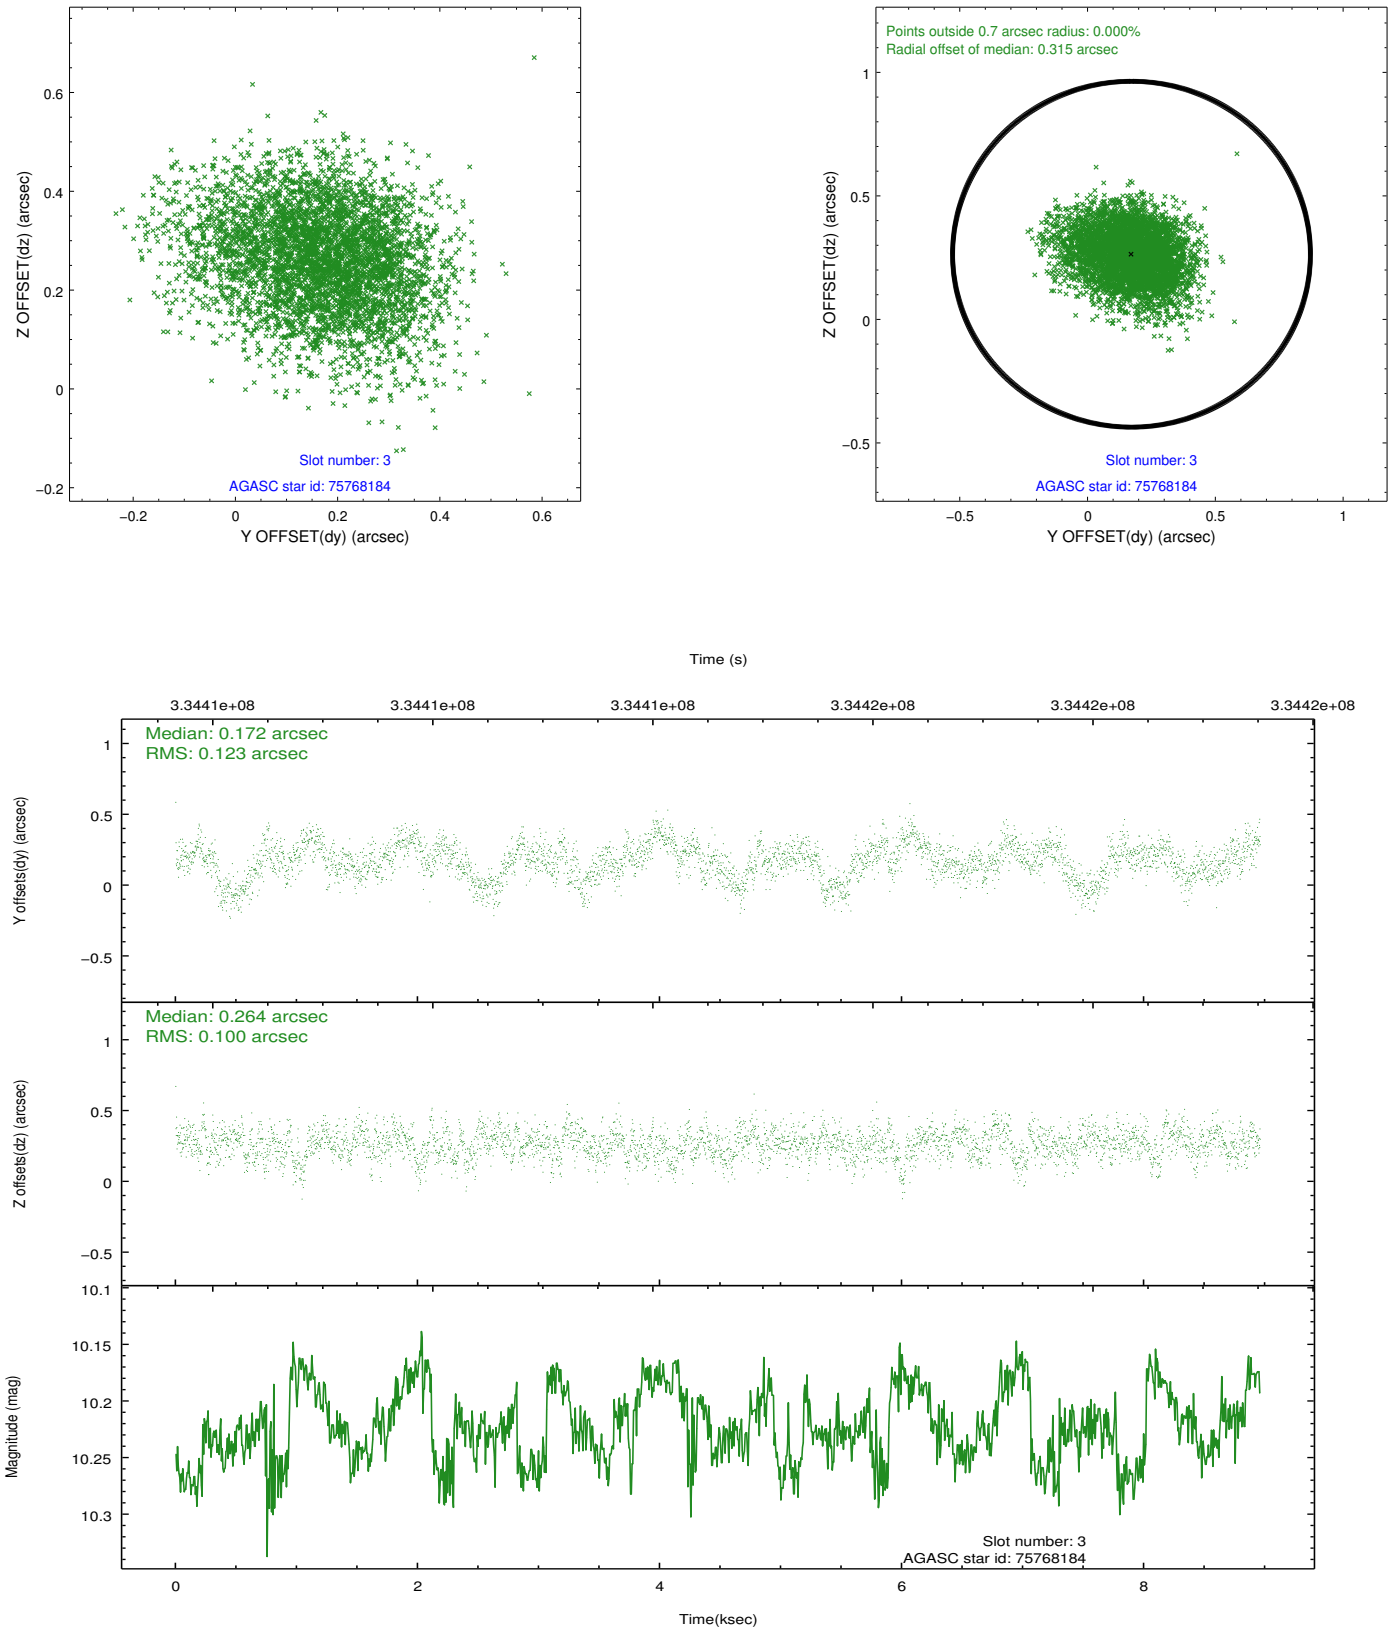 0.6
0.4
0.2
0
−0.2
Z OFFSET(dz) (arcsec)
Slot number: 3
AGASC star id: 75768184
−0.2 0 0.2 0.4 0.6
Y OFFSET(dy) (arcsec)
Points outside 0.7 arcsec radius: 0.000%
Radial offset of median: 0.315 arcsec
1
0.5
0
−0.5
Z OFFSET(dz) (arcsec)
Slot number: 3
AGASC star id: 75768184
−0.5 0 0.5 1
Y OFFSET(dy) (arcsec)
Time (s)
3.3441e+08 3.3441e+08 3.3441e+08 3.3442e+08 3.3442e+08 3.3442e+08
Median: 0.172 arcsec
RMS: 0.123 arcsec
1
0.5
0
−0.5
Y offsets(dy) (arcsec)
Median: 0.264 arcsec
RMS: 0.100 arcsec
1
0.5
0
−0.5
Z offsets(dz) (arcsec)
10.1
10.15
10.2
10.25
10.3
Magnitude (mag)
Slot number: 3
AGASC star id: 75768184
0 2 4 6 8
Time(ksec)